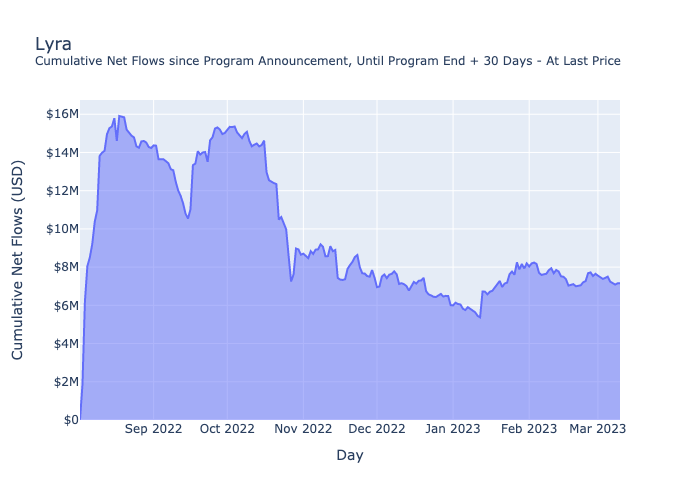 Lyra
Cumulative Net Flows since Program Announcement, Until Program End + 30 Days - At Last Price
Cumulative Net Flows (USD)
$16M
$14M
$12M
$10M
$8M
$6M
$4M
$2M
$0
Sep 2022 Oct 2022 Nov 2022 Dec 2022 Jan 2023 Feb 2023 Mar 2023
Day